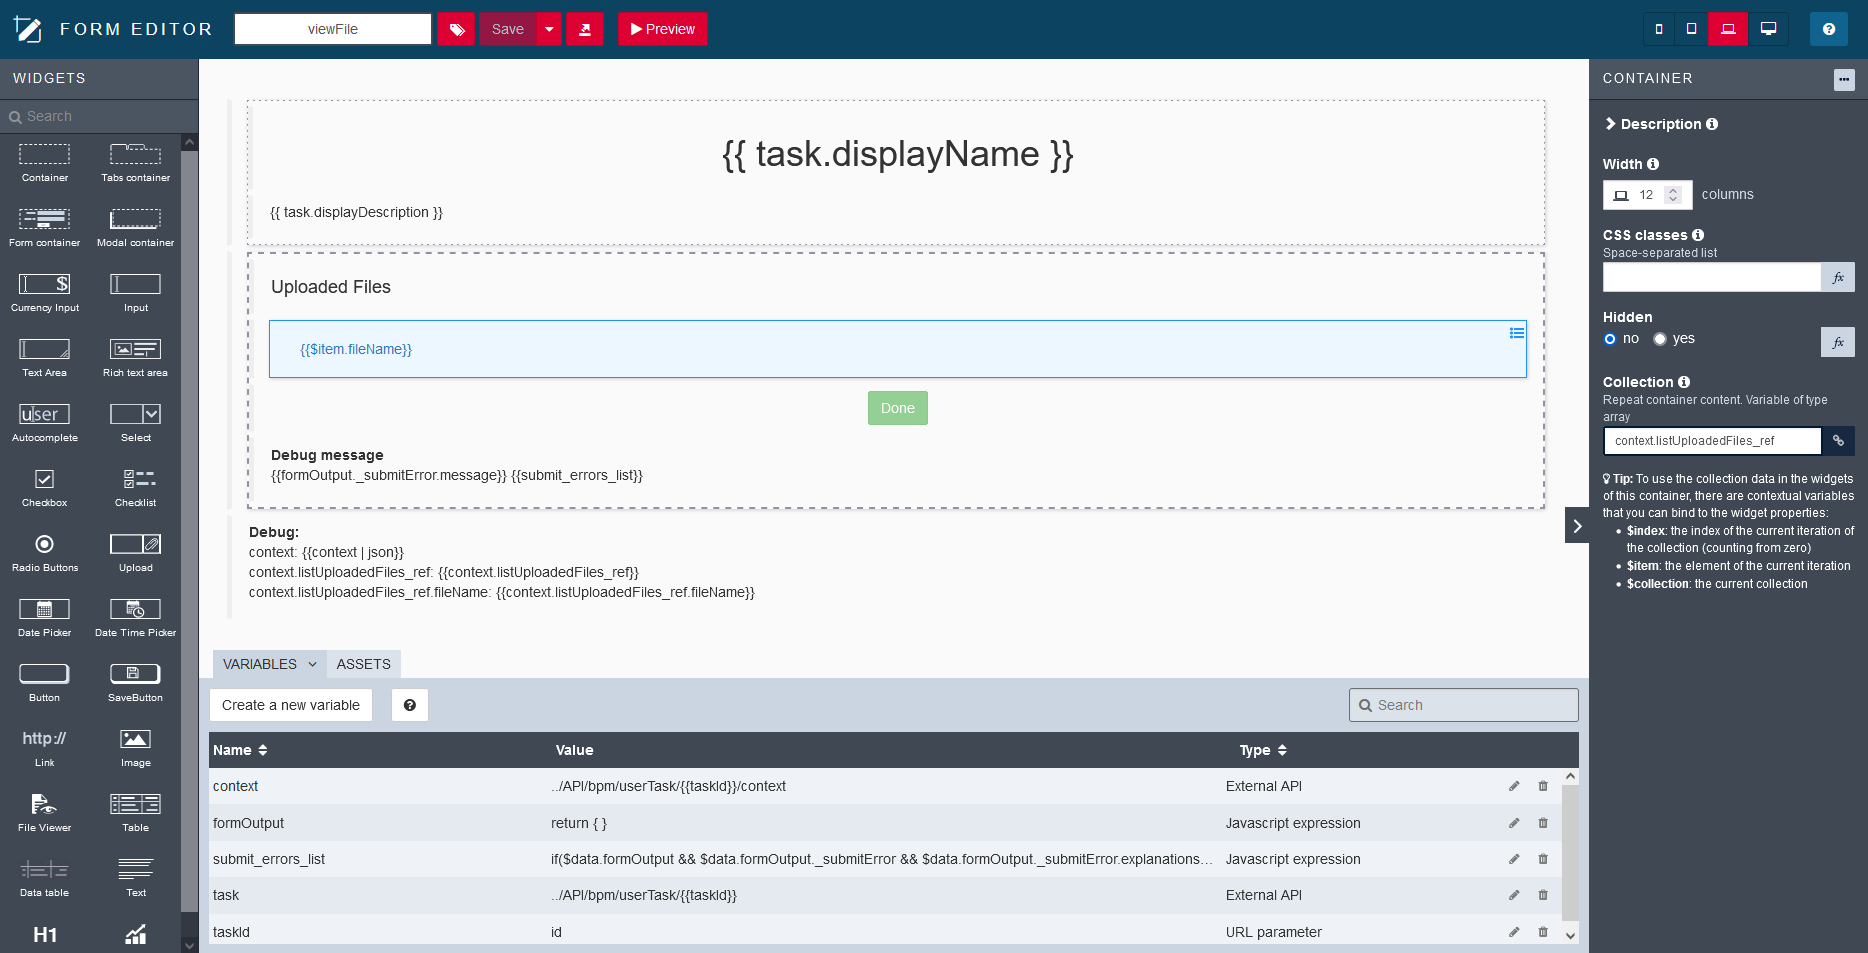 FORM EDITOR
viewFile
Save
Preview
?
WIDGETS
Search
Container
Tabs container
Form container
Modal container
$
Currency Input
Input
Text Area
Rich text area
user
Autocomplete
Select
Checkbox
Checklist
Radio Buttons
Upload
Date Picker
Date Time Picker
Button
SaveButton
http://
Link
Image
File Viewer
Table
Data table
Text
H1
{{ task.displayName }}
{{ task.displayDescription }}
Uploaded Files
{{$item.fileName}}
Done
Debug message
{{formOutput._submitError.message}} {{submit_errors_list}}
Debug:
context: {{context | json}}
context.listUploadedFiles_ref: {{context.listUploadedFiles_ref}}
context.listUploadedFiles_ref.fileName: {{context.listUploadedFiles_ref.fileName}}
VARIABLES
ASSETS
Create a new variable
?
Search
Name Value Type
context ../API/bpm/userTask/{{taskId}}/context External API
formOutput return { } Javascript expression
submit_errors_list if($data.formOutput && $data.formOutput._submitError && $data.formOutput._submitError.explanations... Javascript expression
task ../API/bpm/userTask/{{taskId}} External API
taskId id URL parameter
CONTAINER
...
Description
Width
12 columns
CSS classes
Space-separated list
fx
Hidden
no yes
fx
Collection
Repeat container content. Variable of type
array
context.listUploadedFiles_ref
Tip: To use the collection data in the widgets
of this container, there are contextual variables
that you can bind to the widget properties:
• $index: the index of the current iteration of
the collection (counting from zero)
• $item: the element of the current iteration
• $collection: the current collection